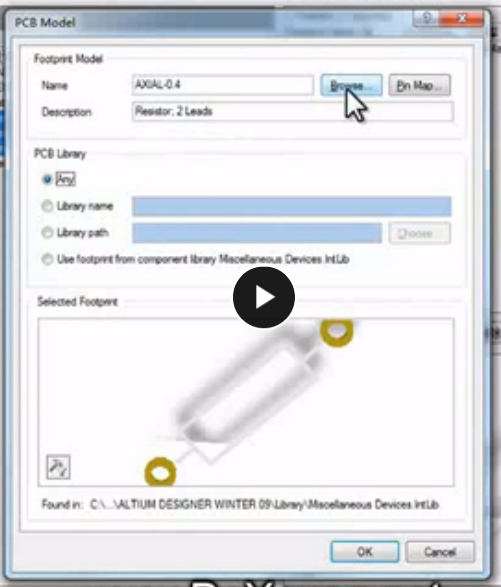 PCB Model
Footprint Model
Name AXIAL-0.4 Browse... Pin Map...
Description Resistor; 2 Leads
PCB Library
Any
Library name
Library path Choose...
Use footprint from component library Miscellaneous Devices.IntLib
Selected Footprint
Found in: C:\...\ALTIUM DESIGNER WINTER 09\Library\Miscellaneous Devices.IntLib
OK Cancel